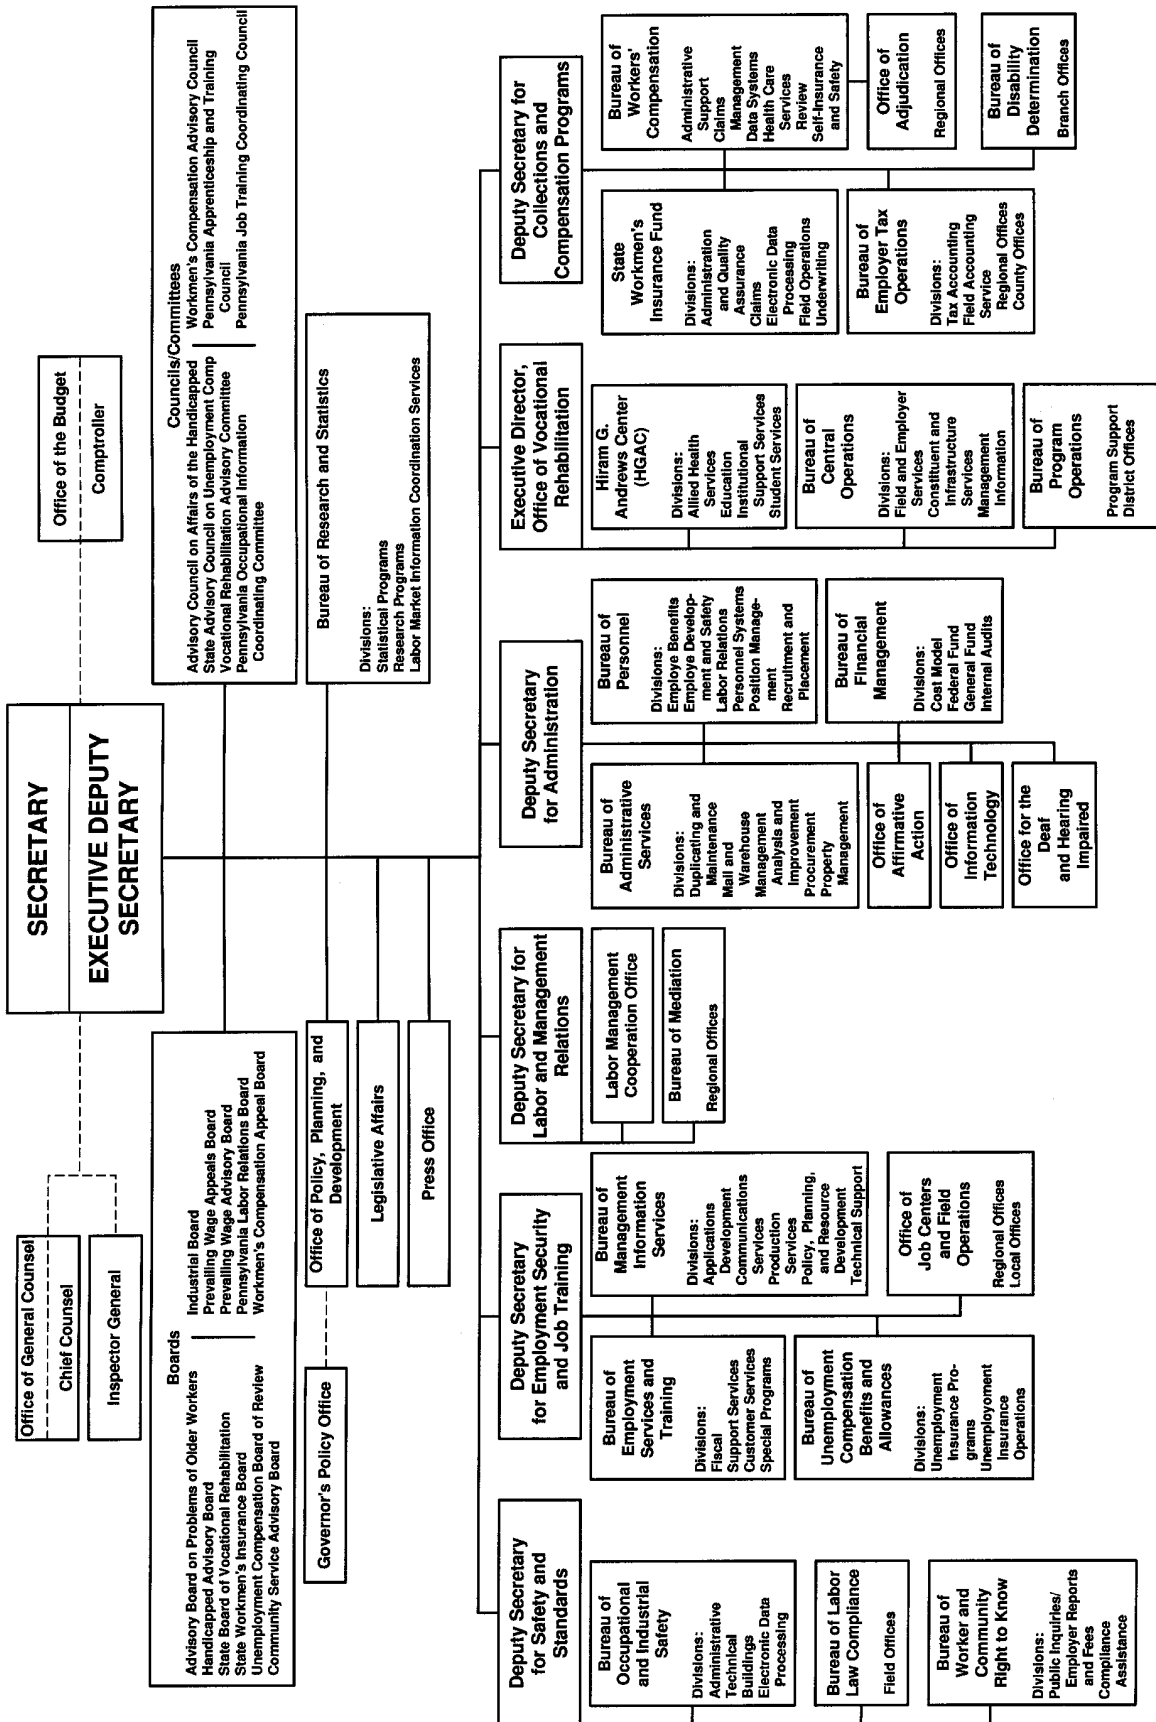 SECRETARY
EXECUTIVE DEPUTY
SECRETARY
Office of General Counsel
Chief Counsel
Inspector General
Office of the Budget
Comptroller
Boards
Advisory Board on Problems of Older Workers
Handicapped Advisory Board
State Board of Vocational Rehabilitation
State Workmen's Insurance Board
Unemployment Compensation Board of Review
Community Service Advisory Board
Industrial Board
Prevailing Wage Appeals Board
Prevailing Wage Advisory Board
Pennsylvania Labor Relations Board
Workmen's Compensation Appeal Board
Councils/Committees
Advisory Council on Affairs of the Handicapped
State Advisory Council on Unemployment Comp
Vocational Rehabilitation Advisory Committee
Pennsylvania Occupational Information
Coordinating Committee
Workmen's Compensation Advisory Council
Pennsylvania Apprenticeship and Training
Council
Pennsylvania Job Training Coordinating Council
Governor's Policy Office
Office of Policy, Planning, and
Development
Legislative Affairs
Press Office
Bureau of Research and Statistics
Divisions:
Statistical Programs
Research Programs
Labor Market Information Coordination Services
Deputy Secretary
for Safety and
Standards
Bureau of
Occupational
and Industrial
Safety
Divisions:
Administrative
Technical
Buildings
Electronic Data
Processing
Bureau of Labor
Law Compliance
Field Offices
Bureau of
Worker and
Community
Right to Know
Divisions:
Public Inquiries/
Employer Reports
and Fees
Compliance
Assistance
Deputy Secretary
for Employment Security
and Job Training
Bureau of
Employment
Services and
Training
Divisions:
Fiscal
Support Services
Customer Services
Special Programs
Bureau of
Management
Information
Services
Divisions:
Applications
Development
Communications
Services
Production
Services
Policy, Planning,
and Resource
Development
Technical Support
Bureau of
Unemployment
Compensation
Benefits and
Allowances
Divisions:
Unemployment
Insurance Pro-
grams
Unemployoment
Insurance
Operations
Office of
Job Centers
and Field
Operations
Regional Offices
Local Offices
Deputy Secretary for
Labor and Management
Relations
Labor Management
Cooperation Office
Bureau of Mediation
Regional Offices
Deputy Secretary
for Administration
Bureau of
Administrative
Services
Divisions:
Duplicating and
Maintenance
Mail and
Warehouse
Management
Analysis and
Improvement
Procurement
Property
Management
Bureau of
Personnel
Divisions:
Employe Benefits
Employe Develop-
ment and Safety
Labor Relations
Personnel Systems
Position Manage-
ment
Recruitment and
Placement
Office of
Affirmative
Action
Bureau of
Financial
Management
Divisions:
Cost Model
Federal Fund
General Fund
Internal Audits
Office of
Information
Technology
Office for the
Deaf
and Hearing
Impaired
Executive Director,
Office of Vocational
Rehabilitation
Hiram G.
Andrews Center
(HGAC)
Divisions:
Allied Health
Services
Education
Institutional
Support Services
Student Services
Bureau of
Central
Operations
Divisions:
Field and Employer
Services
Constituent and
Infrastructure
Services
Management
Information
Bureau of
Program
Operations
Program Support
District Offices
Deputy Secretary for
Collections and
Compensation Programs
State
Workmen's
Insurance Fund
Divisions:
Administration
and Quality
Assurance
Claims
Electronic Data
Processing
Field Operations
Underwriting
Bureau of
Workers'
Compensation
Administrative
Support
Claims
Management
Data Systems
Health Care
Services
Review
Self-Insurance
and Safety
Bureau of
Employer Tax
Operations
Divisions:
Tax Accounting
Field Accounting
Service
Regional Offices
County Offices
Office of
Adjudication
Regional Offices
Bureau of
Disability
Determination
Branch Offices